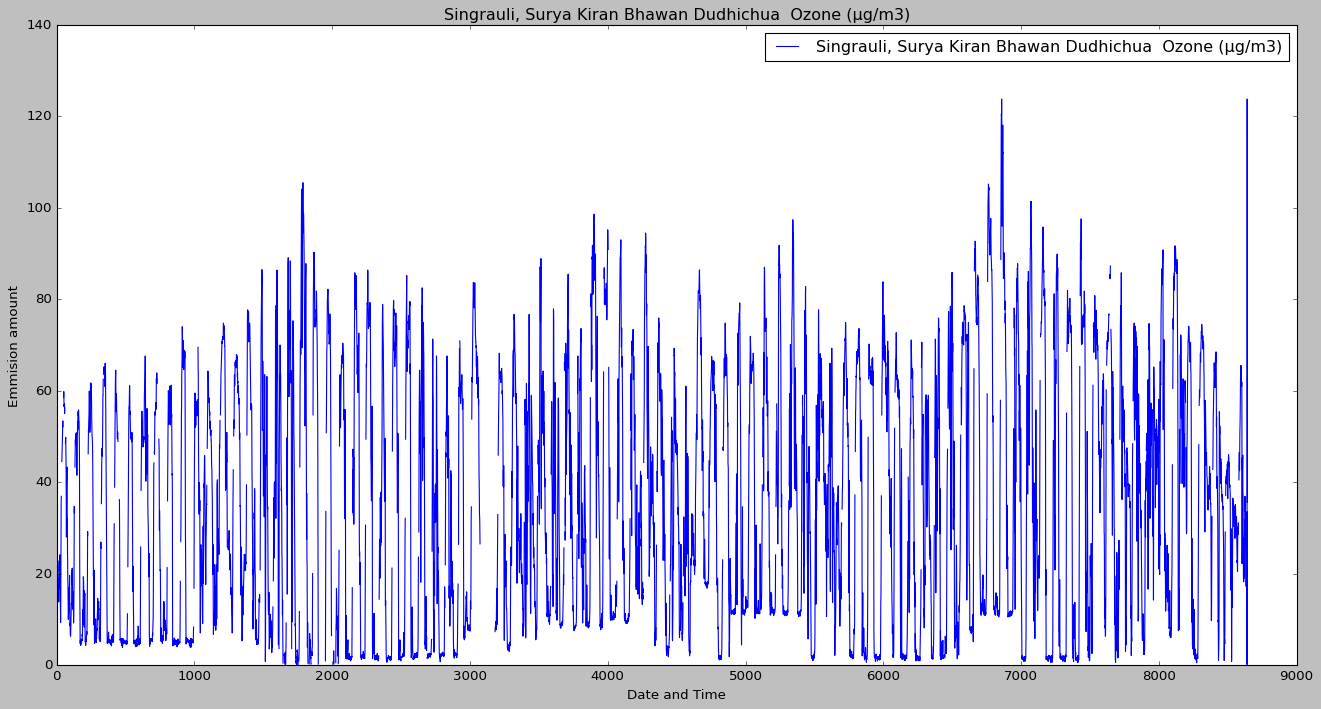 Singrauli, Surya Kiran Bhawan Dudhichua  Ozone (µg/m3)
Singrauli, Surya Kiran Bhawan Dudhichua  Ozone (µg/m3)
140
120
100
80
60
40
20
0
Emmision amount
0 1000 2000 3000 4000 5000 6000 7000 8000 9000
Date and Time